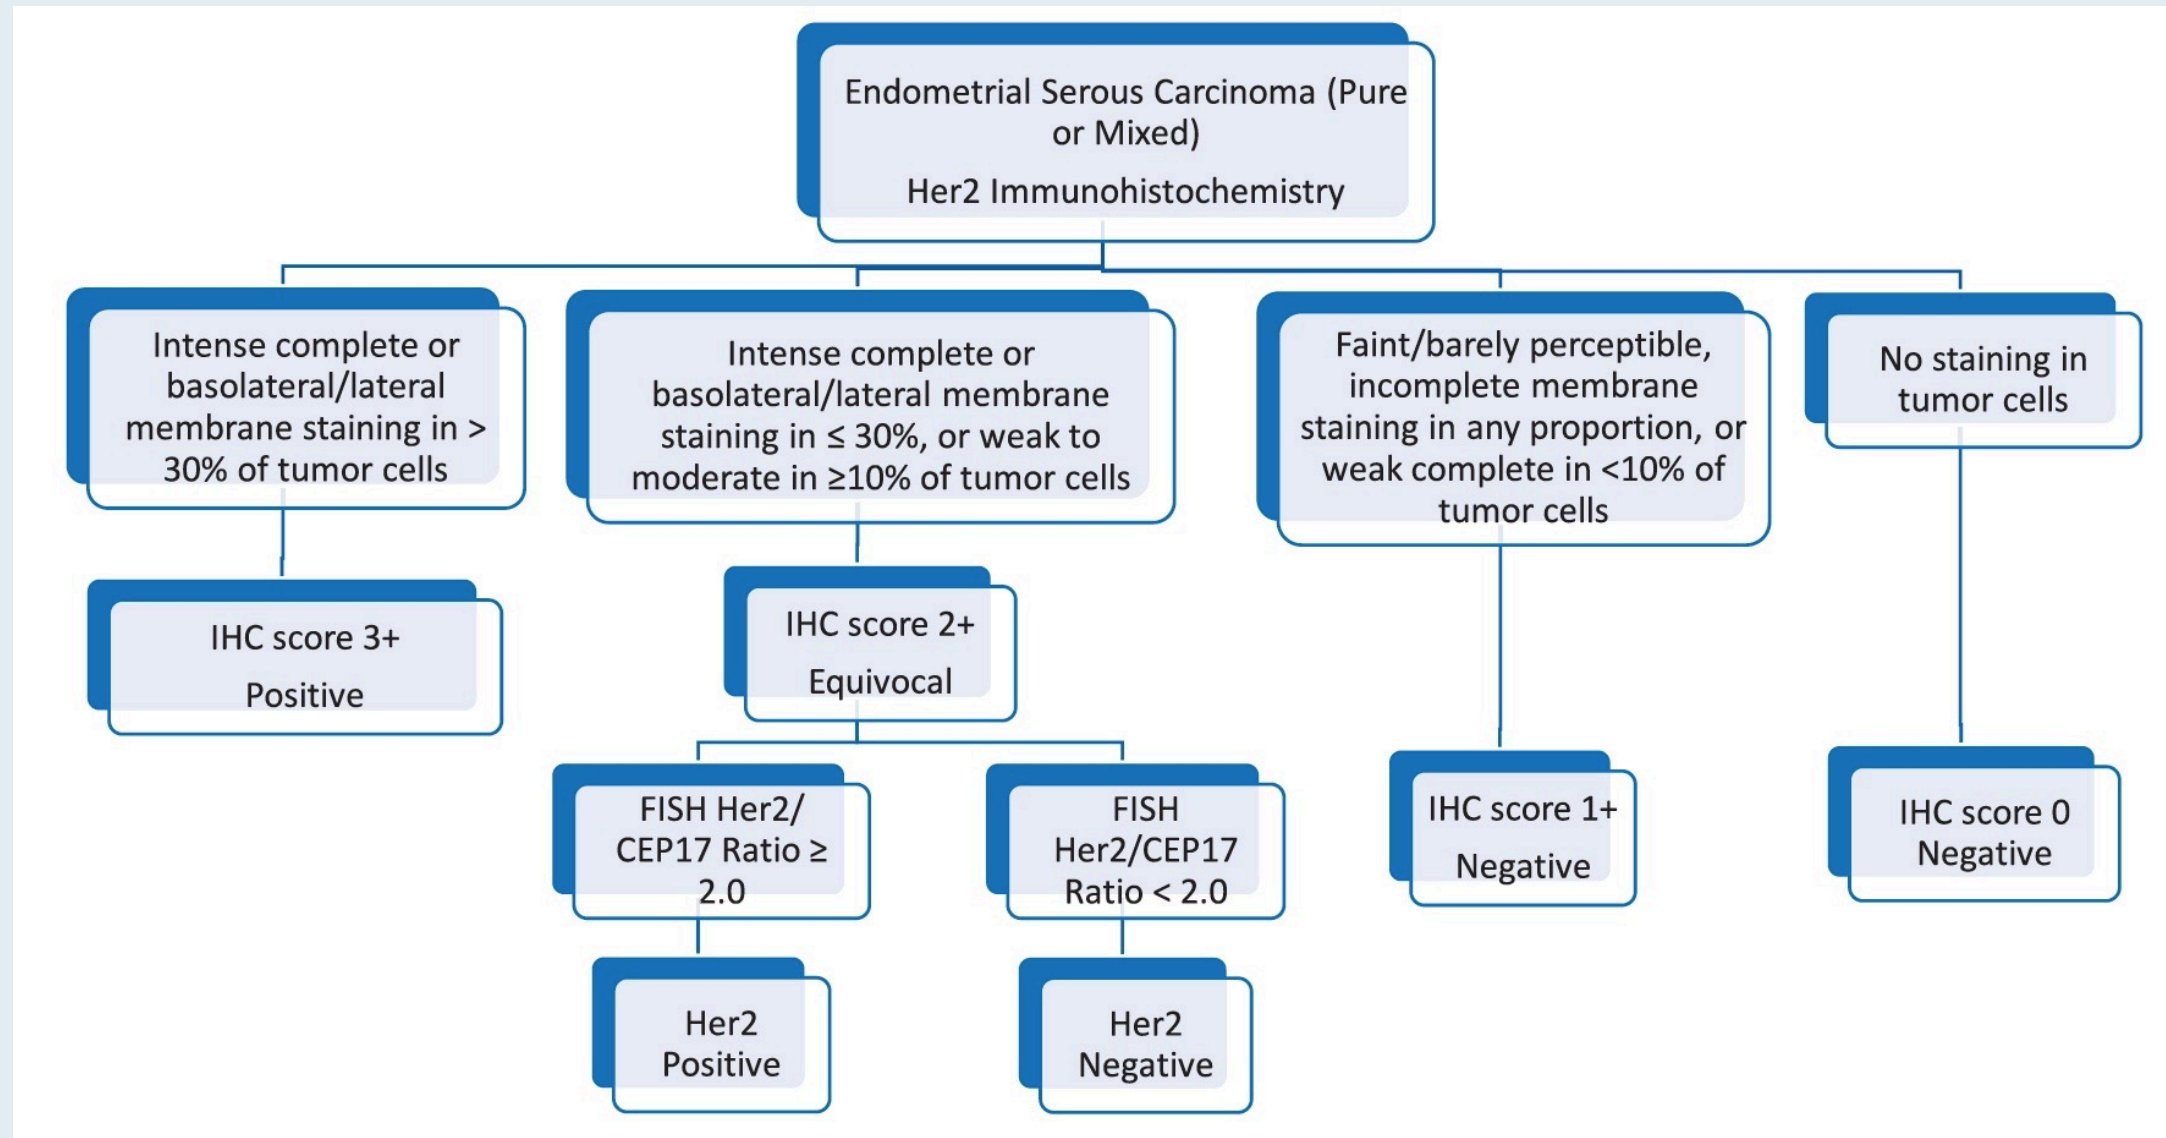 Endometrial Serous Carcinoma (Pure
or Mixed)
Her2 Immunohistochemistry
Intense complete or
basolateral/lateral
membrane staining in >
30% of tumor cells
Intense complete or
basolateral/lateral membrane
staining in ≤ 30%, or weak to
moderate in ≥10% of tumor cells
Faint/barely perceptible,
incomplete membrane
staining in any proportion, or
weak complete in <10% of
tumor cells
No staining in
tumor cells
IHC score 3+
Positive
IHC score 2+
Equivocal
FISH Her2/
CEP17 Ratio ≥
2.0
FISH
Her2/CEP17
Ratio < 2.0
IHC score 1+
Negative
IHC score 0
Negative
Her2
Positive
Her2
Negative